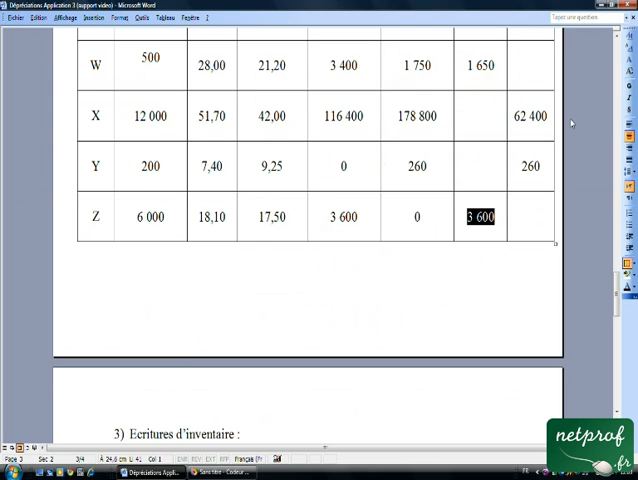 Dépréciations Application 3 (support video) - Microsoft Word
Fichier Edition Affichage Insertion Format Outils Tableau Fenêtre ? Tapez une question
W 500 28,00 21,20 3 400 1 750 1 650
X 12 000 51,70 42,00 116 400 178 800 62 400
Y 200 7,40 9,25 0 260 260
Z 6 000 18,10 17,50 3 600 0 3 600
3) Ecritures d'inventaire :
Page 3 Sec 2 3/4 À 24,6 cm Li 41 Col 1 ENR REV EXT RFP Français (Fr
Dépréciations Appli... Sans titre - Codeur ... FR
netprof
.fr